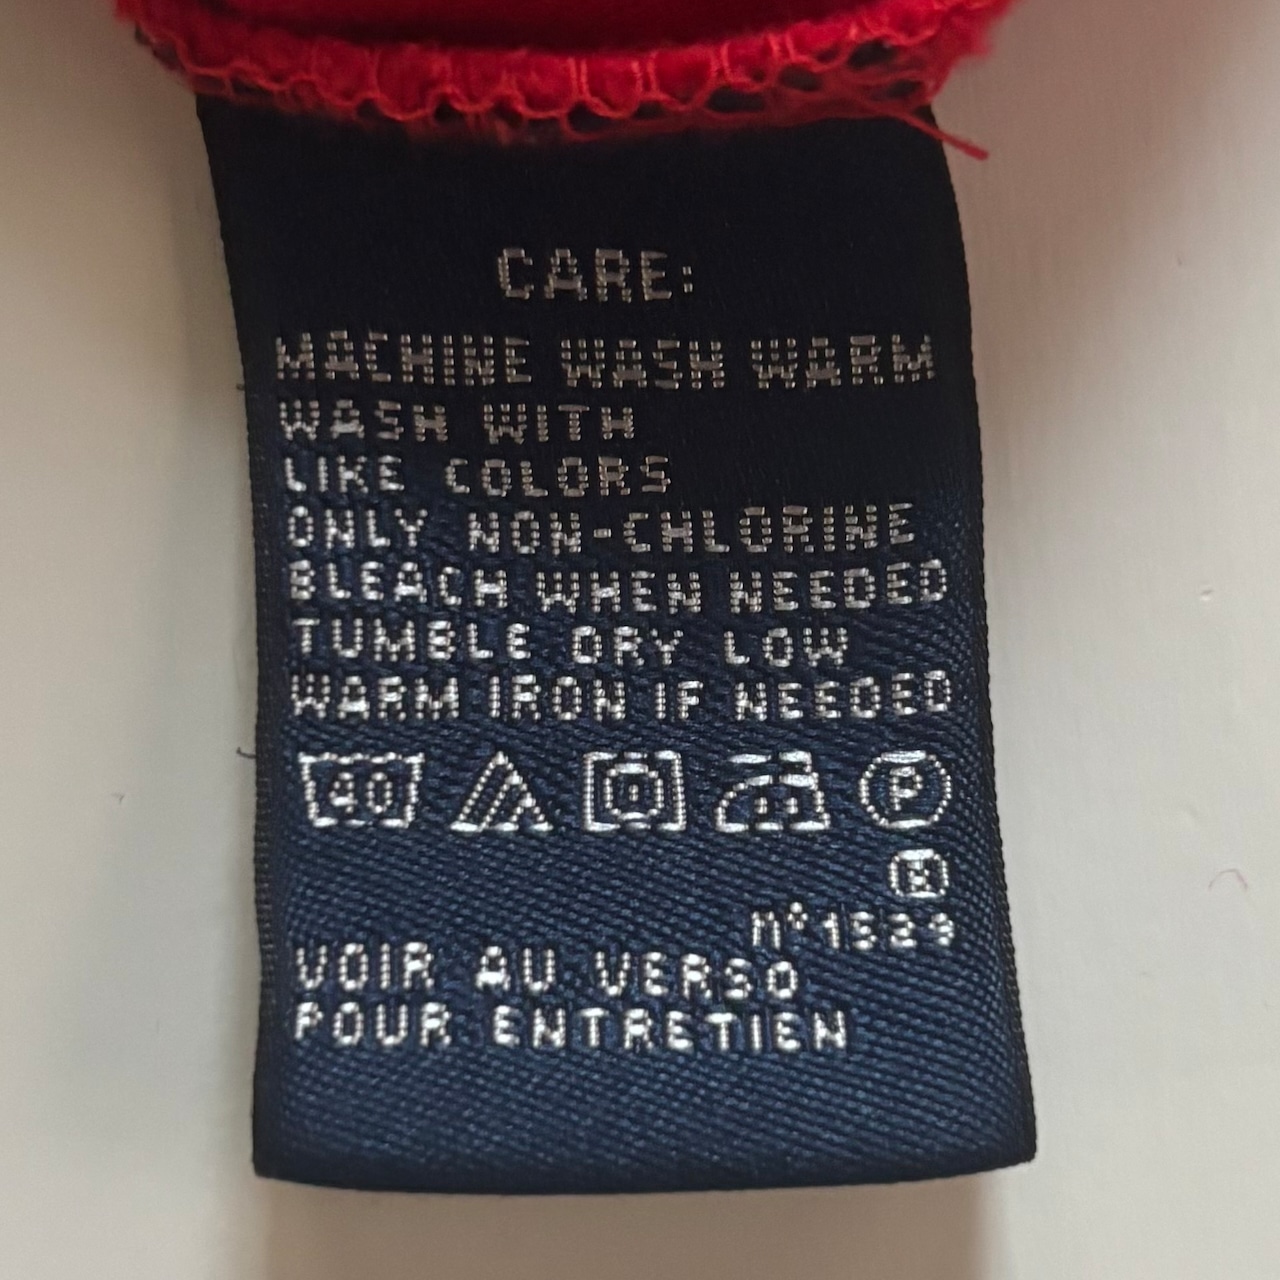 CARE:
MACHINE WASH WARM
WASH WITH
LIKE COLORS
ONLY NON-CHLORINE
BLEACH WHEN NEEDED
TUMBLE DRY LOW
WARM IRON IF NEEDED
40 P
N°1529
VOIR AU VERSO
POUR ENTRETIEN